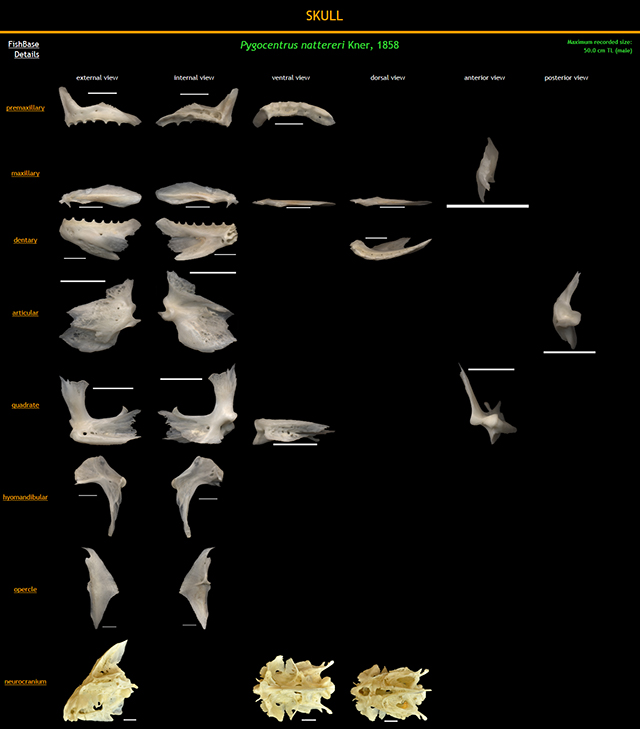 SKULL
FishBase
Details
Pygocentrus nattereri Kner, 1858
Maximum recorded size:
50.0 cm TL (male)
external view internal view ventral view dorsal view anterior view posterior view
premaxillary
maxillary
dentary
articular
quadrate
hyomandibular
opercle
neurocranium